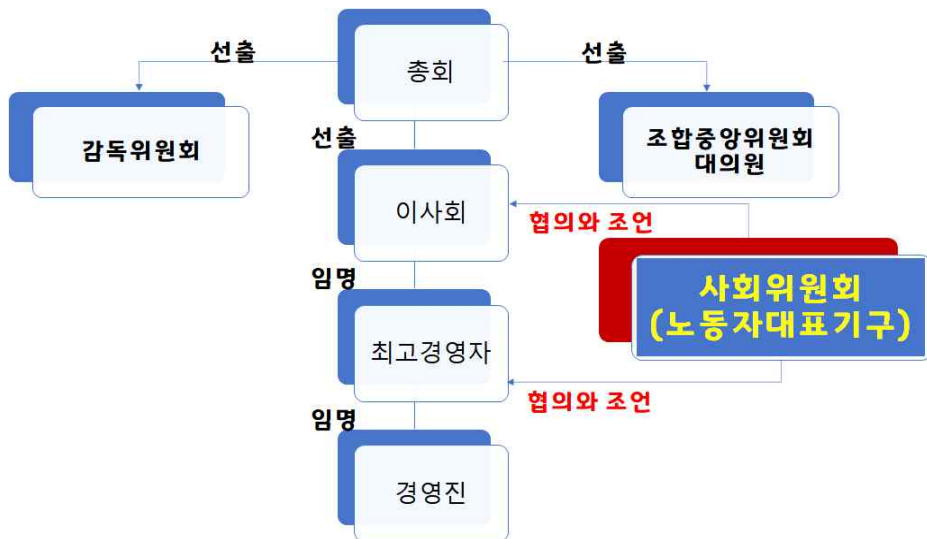 선출
총회
선출
감독위원회
선출
조합중앙위원회
대의원
이사회
협의와 조언
임명
사회위원회
(노동자대표기구)
최고경영자
협의와 조언
임명
경영진